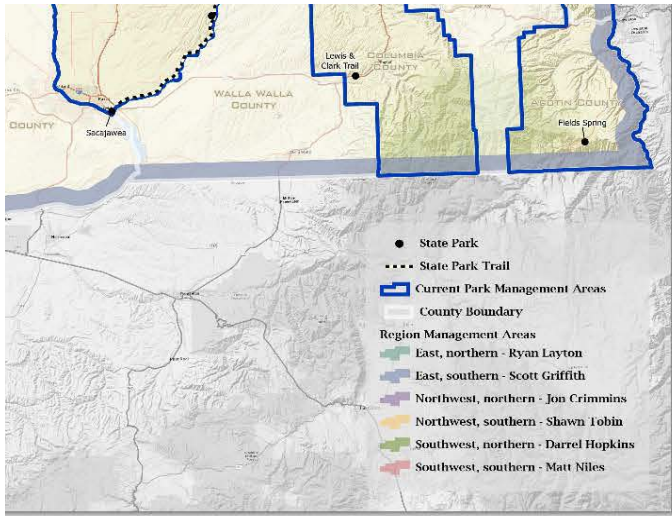 Lewis &
Clark Trail
COLUMBIA
COUNTY
WALLA WALLA
COUNTY
ASOTIN COUNTY
COUNTY
Sacajawea
Fields Spring
State Park
State Park Trail
Current Park Management Areas
County Boundary
Region Management Areas
East, northern - Ryan Layton
East, southern - Scott Griffith
Northwest, northern - Jon Crimmins
Northwest, southern - Shawn Tobin
Southwest, northern - Darrel Hopkins
Southwest, southern - Matt Niles